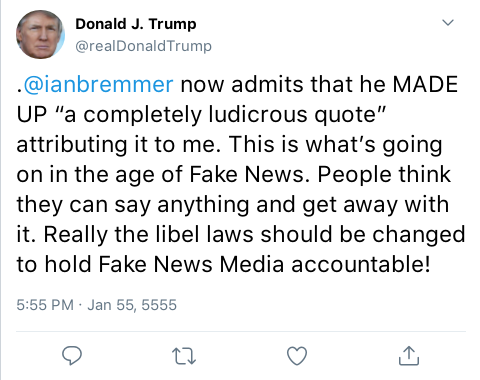 Donald J. Trump
@realDonaldTrump
.@ianbremmer now admits that he MADE
UP “a completely ludicrous quote”
attributing it to me. This is what’s going
on in the age of Fake News. People think
they can say anything and get away with
it. Really the libel laws should be changed
to hold Fake News Media accountable!
5:55 PM · Jan 55, 5555